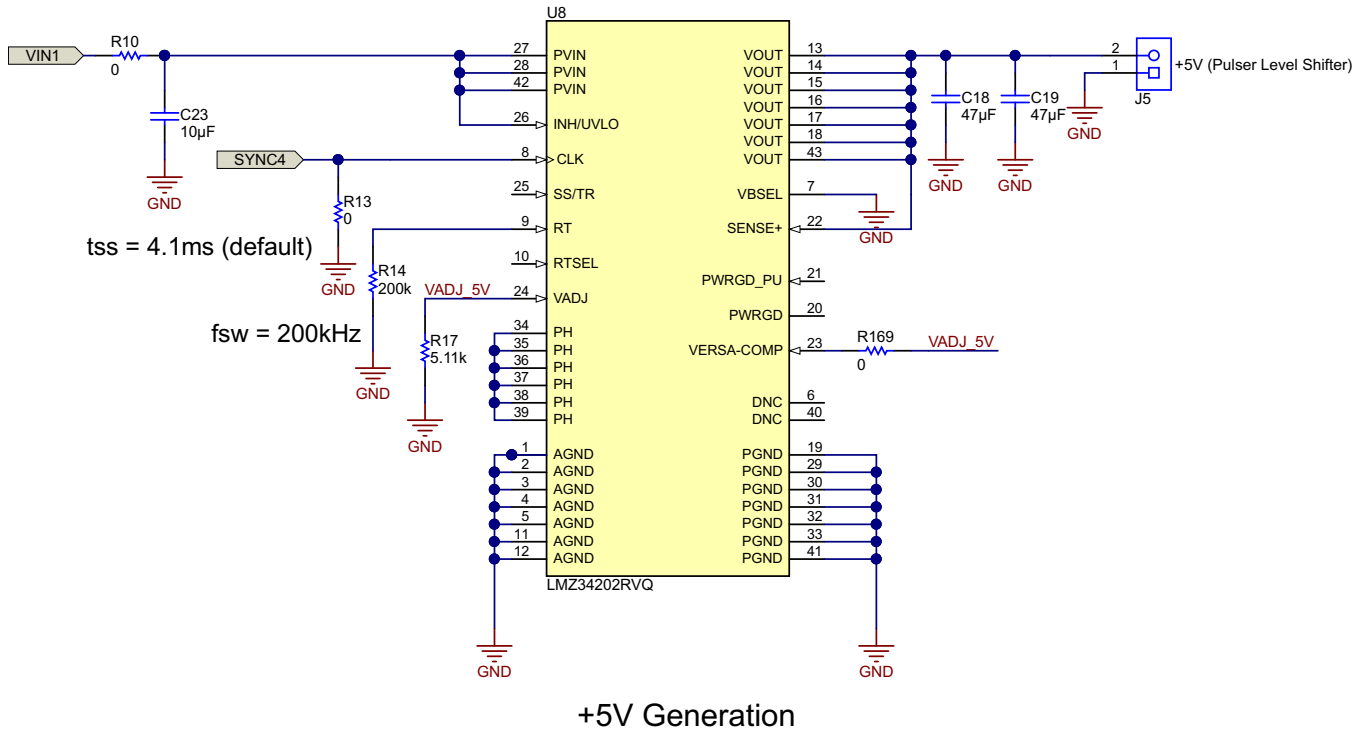 U8
VIN1
R10
0
C23
10µF
GND
SYNC4
R13
0
GND
tss = 4.1ms (default)
R14
200k
GND
fsw = 200kHz
VADJ_5V
R17
5.11k
GND
27 PVIN
28 PVIN
42 PVIN
26 INH/UVLO
8 CLK
25 SS/TR
9 RT
10 RTSEL
24 VADJ
34 PH
35 PH
36 PH
37 PH
38 PH
39 PH
1 AGND
2 AGND
3 AGND
4 AGND
5 AGND
11 AGND
12 AGND
GND
VOUT 13
VOUT 14
VOUT 15
VOUT 16
VOUT 17
VOUT 18
VOUT 43
VBSEL 7
SENSE+ 22
PWRGD_PU 21
PWRGD 20
VERSA-COMP 23
DNC 6
DNC 40
PGND 19
PGND 29
PGND 30
PGND 31
PGND 32
PGND 33
PGND 41
LMZ34202RVQ
GND
GND
R169
0
VADJ_5V
C18
47µF
GND
C19
47µF
GND
2
1
+5V (Pulser Level Shifter)
J5
GND
+5V Generation